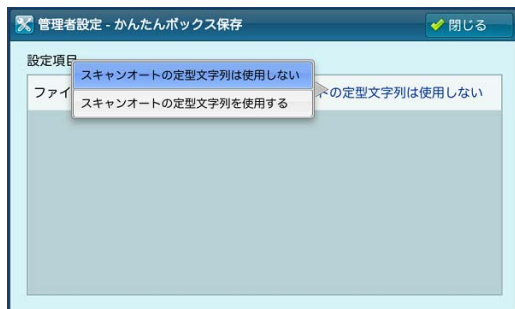 管理者設定 - かんたんボックス保存
閉じる
設定項目
スキャンオートの定型文字列は使用しない
ファイ
トの定型文字列は使用しない
スキャンオートの定型文字列を使用する